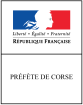 Liberté • Égalité • Fraternité
RÉPUBLIQUE FRANÇAISE
PRÉFÈTE DE CORSE